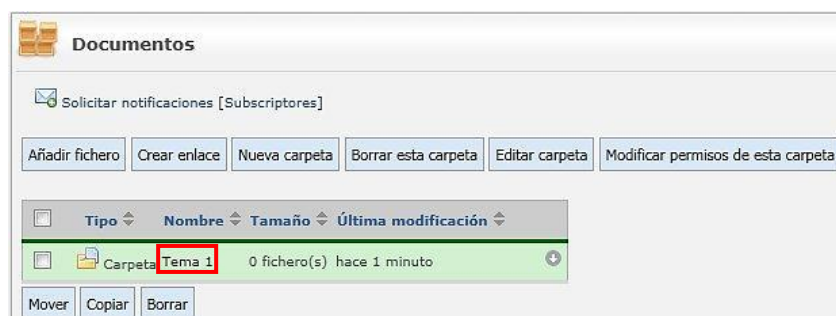 Documentos
Solicitar notificaciones [Subscriptores]
Añadir fichero Crear enlace Nueva carpeta Borrar esta carpeta Editar carpeta Modificar permisos de esta carpeta
Tipo Nombre Tamaño Última modificación
Carpeta Tema 1 0 fichero(s) hace 1 minuto
Mover Copiar Borrar